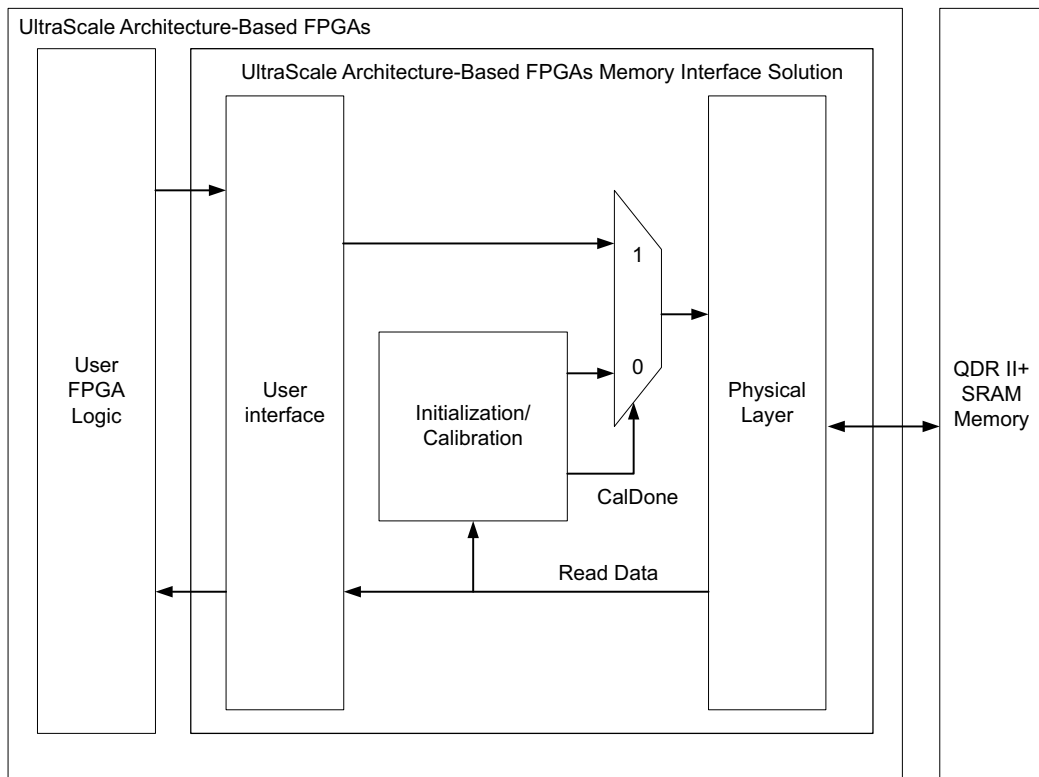 UltraScale Architecture-Based FPGAs
UltraScale Architecture-Based FPGAs Memory Interface Solution
User
FPGA
Logic
User
interface
Initialization/
Calibration
1
0
CalDone
Read Data
Physical
Layer
QDR II+
SRAM
Memory